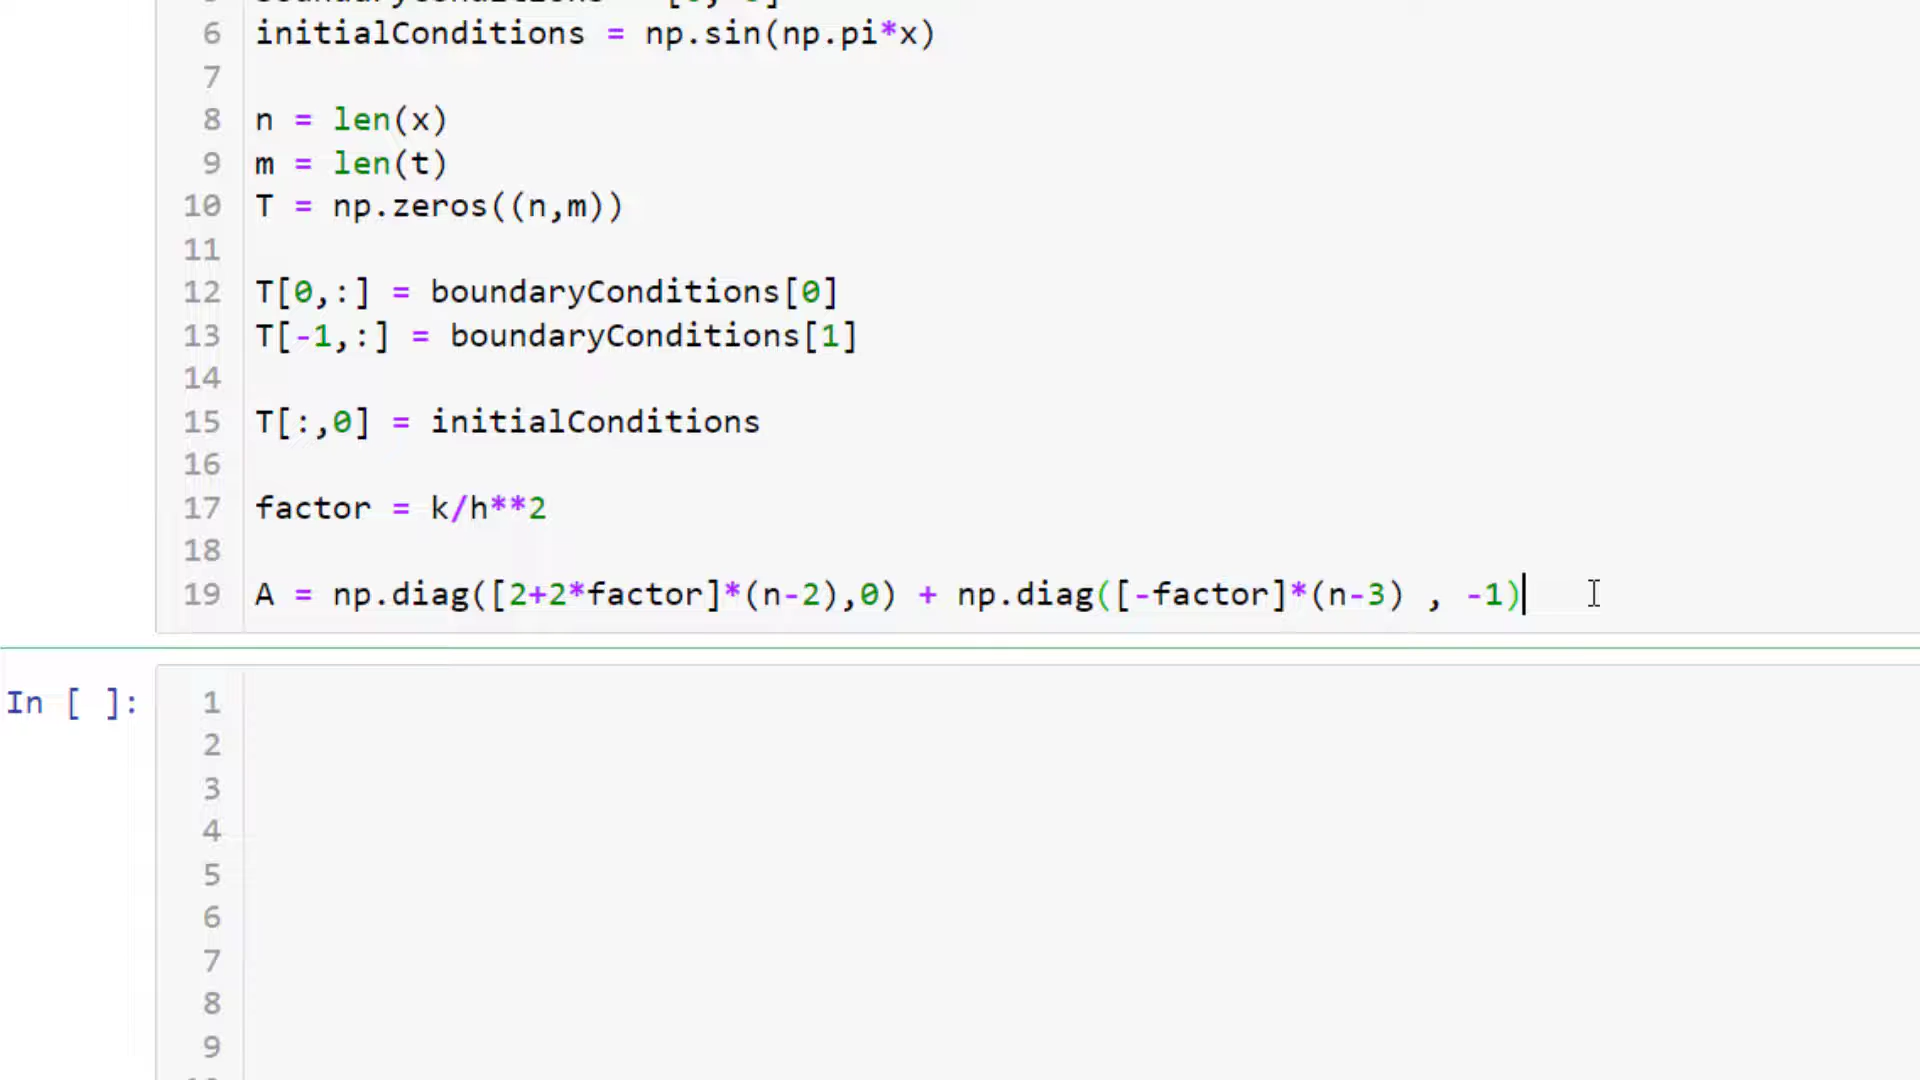 6 initialConditions = np.sin(np.pi*x)
7
8 n = len(x)
9 m = len(t)
10 T = np.zeros((n,m))
11
12 T[0,:] = boundaryConditions[0]
13 T[-1,:] = boundaryConditions[1]
14
15 T[:,0] = initialConditions
16
17 factor = k/h**2
18
19 A = np.diag([2+2*factor]*(n-2),0) + np.diag([-factor]*(n-3) , -1)
In [ ]: 1
2
3
4
5
6
7
8
9